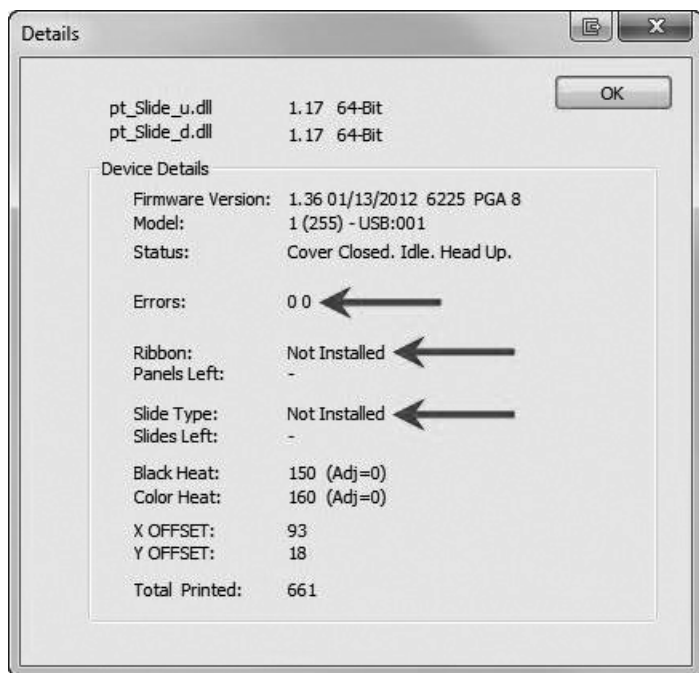 Details
OK
pt_Slide_u.dll 1.17 64-Bit
pt_Slide_d.dll 1.17 64-Bit
Device Details
Firmware Version: 1.36 01/13/2012 6225 PGA 8
Model: 1 (255) - USB:001
Status: Cover Closed. Idle. Head Up.
Errors: 0 0
Ribbon: Not Installed
Panels Left: -
Slide Type: Not Installed
Slides Left: -
Black Heat: 150 (Adj=0)
Color Heat: 160 (Adj=0)
X OFFSET: 93
Y OFFSET: 18
Total Printed: 661